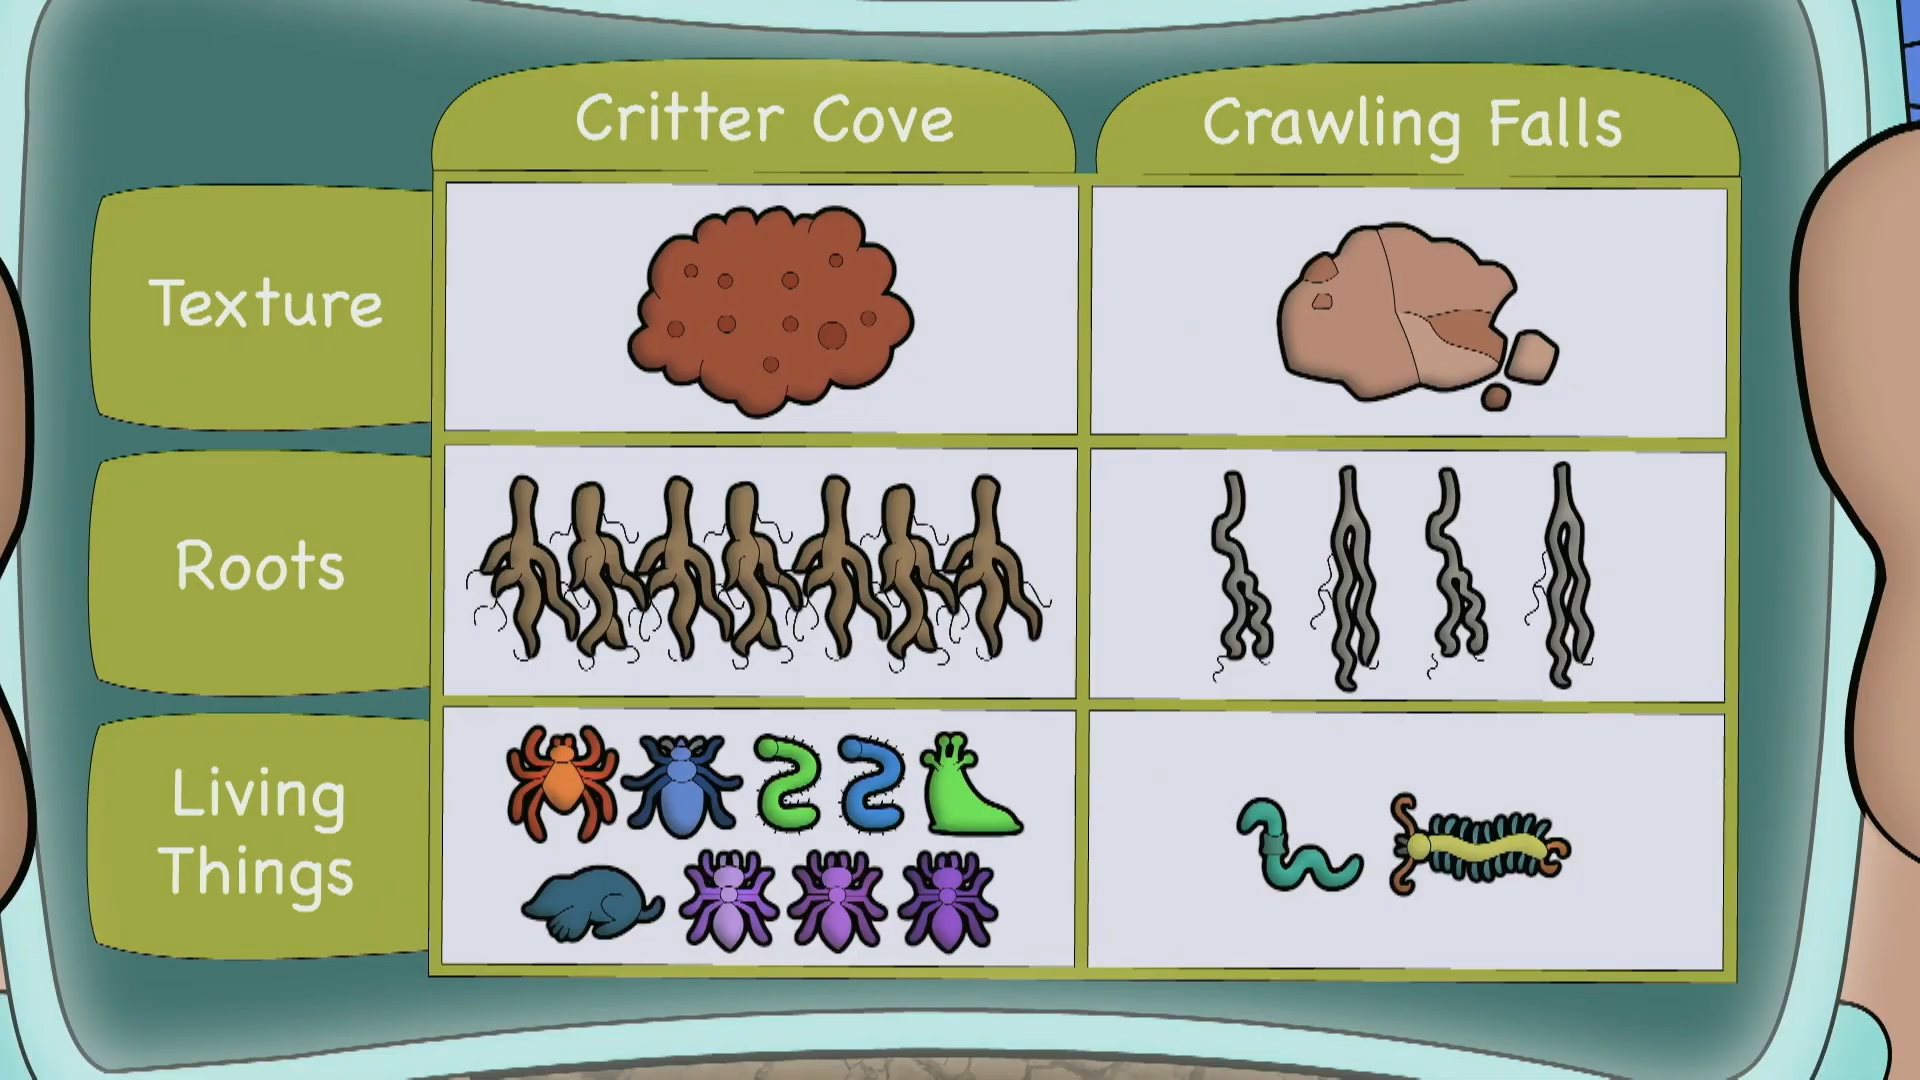 Critter Cove
Crawling Falls
Texture
Roots
Living
Things